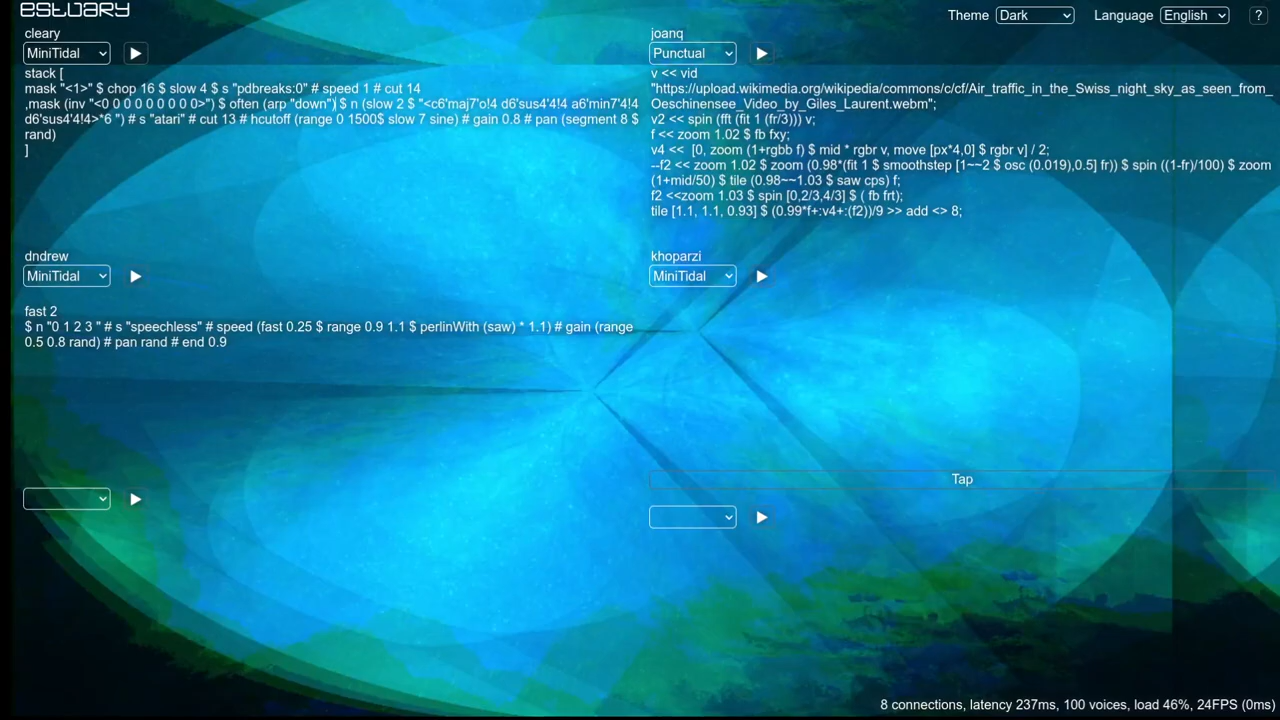 estuary
Theme Dark Language English ?
cleary
MiniTidal
stack [
mask "<1>" $ chop 16 $ slow 4 $ s "pdbreaks:0" # speed 1 # cut 14
,mask (inv "<0 0 0 0 0 0 0 0 0>") $ often (arp "down") $ n (slow 2 $ "<c6'maj7'o!4 d6'sus4'4!4 a6'min7'4!4
d6'sus4'4!4>*6 ") # s "atari" # cut 13 # hcutoff (range 0 1500$ slow 7 sine) # gain 0.8 # pan (segment 8 $
rand)
]
joanq
Punctual
v << vid
"https://upload.wikimedia.org/wikipedia/commons/c/cf/Air_traffic_in_the_Swiss_night_sky_as_seen_from_
Oeschinensee_Video_by_Giles_Laurent.webm";
v2 << spin (fft (fit 1 (fr/3))) v;
f << zoom 1.02 $ fb fxy;
v4 <<  [0, zoom (1+rgbb f) $ mid * rgbr v, move [px*4,0] $ rgbr v] / 2;
--f2 << zoom 1.02 $ zoom (0.98*(fit 1 $ smoothstep [1~~2 $ osc (0.019),0.5] fr)) $ spin ((1-fr)/100) $ zoom
(1+mid/50) $ tile (0.98~~1.03 $ saw cps) f;
f2 <<zoom 1.03 $ spin [0,2/3,4/3] $ ( fb frt);
tile [1.1, 1.1, 0.93] $ (0.99*f+:v4+:(f2))/9 >> add <> 8;
dndrew
MiniTidal
fast 2
$ n "0 1 2 3 " # s "speechless" # speed (fast 0.25 $ range 0.9 1.1 $ perlinWith (saw) * 1.1) # gain (range
0.5 0.8 rand) # pan rand # end 0.9
khoparzi
MiniTidal
Tap
8 connections, latency 237ms, 100 voices, load 46%, 24FPS (0ms)